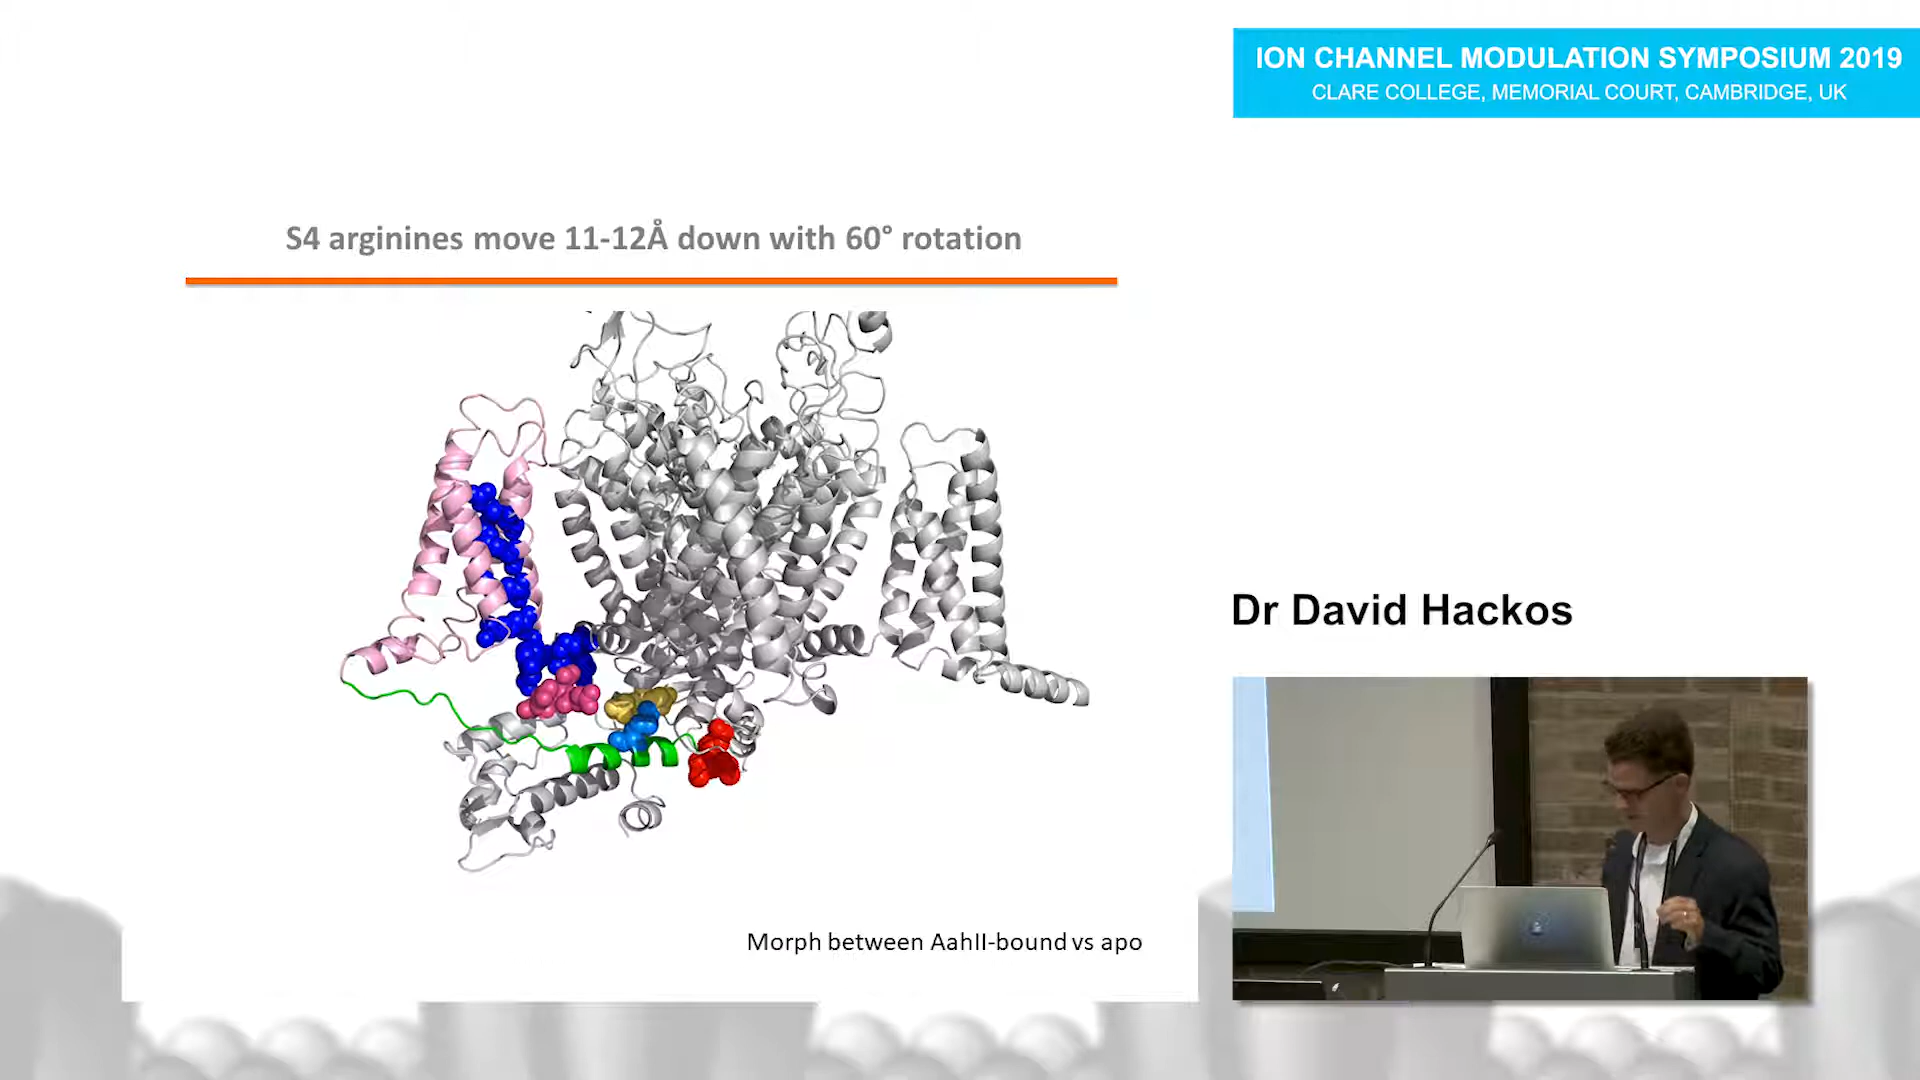 ION CHANNEL MODULATION SYMPOSIUM 2019
CLARE COLLEGE, MEMORIAL COURT, CAMBRIDGE, UK
S4 arginines move 11-12Å down with 60° rotation
Dr David Hackos
Morph between AahII-bound vs apo